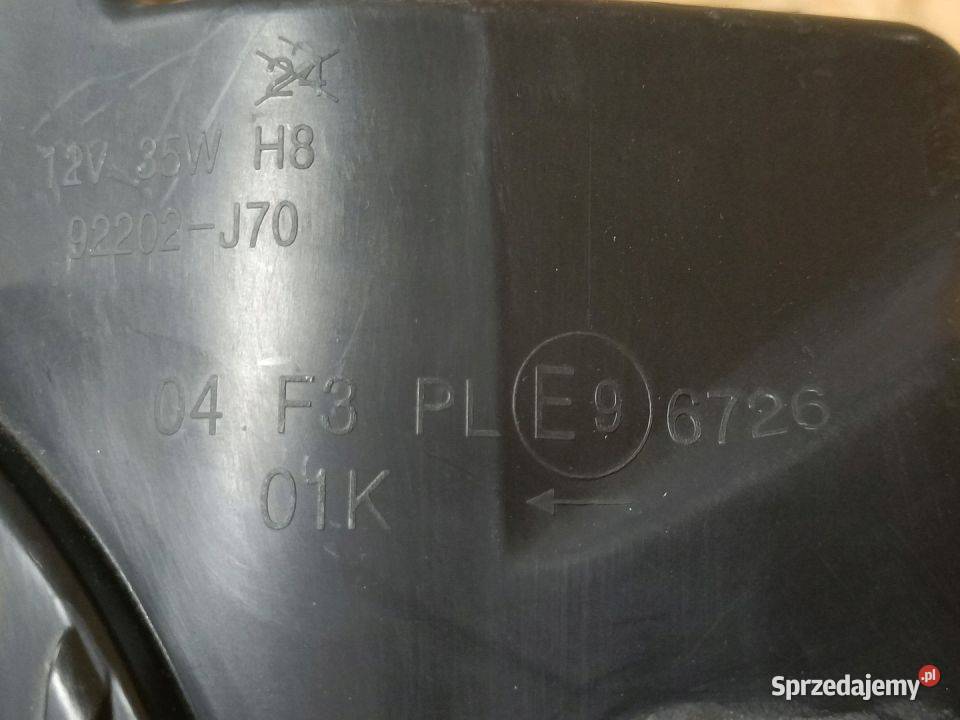 24
12V 35W H8
92202-J70
04 F3 PL E9 6726
01K ←
Sprzedajemy.pl